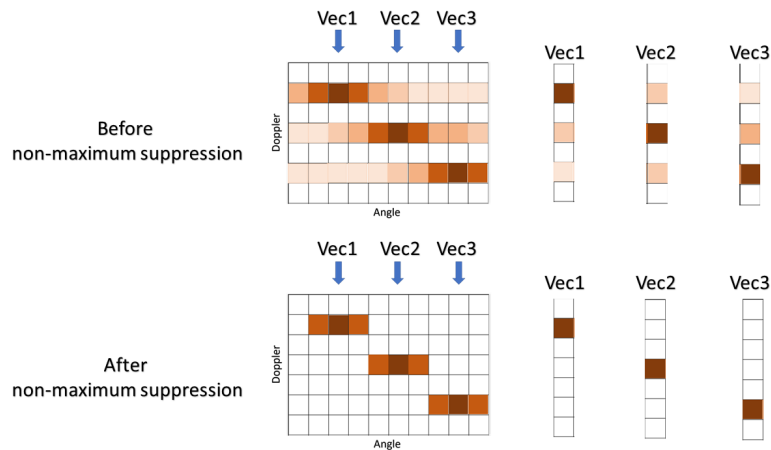 Vec1 Vec2 Vec3
Vec1 Vec2 Vec3
Before
non-maximum suppression
Doppler
Angle
Vec1 Vec2 Vec3
Vec1 Vec2 Vec3
After
non-maximum suppression
Doppler
Angle